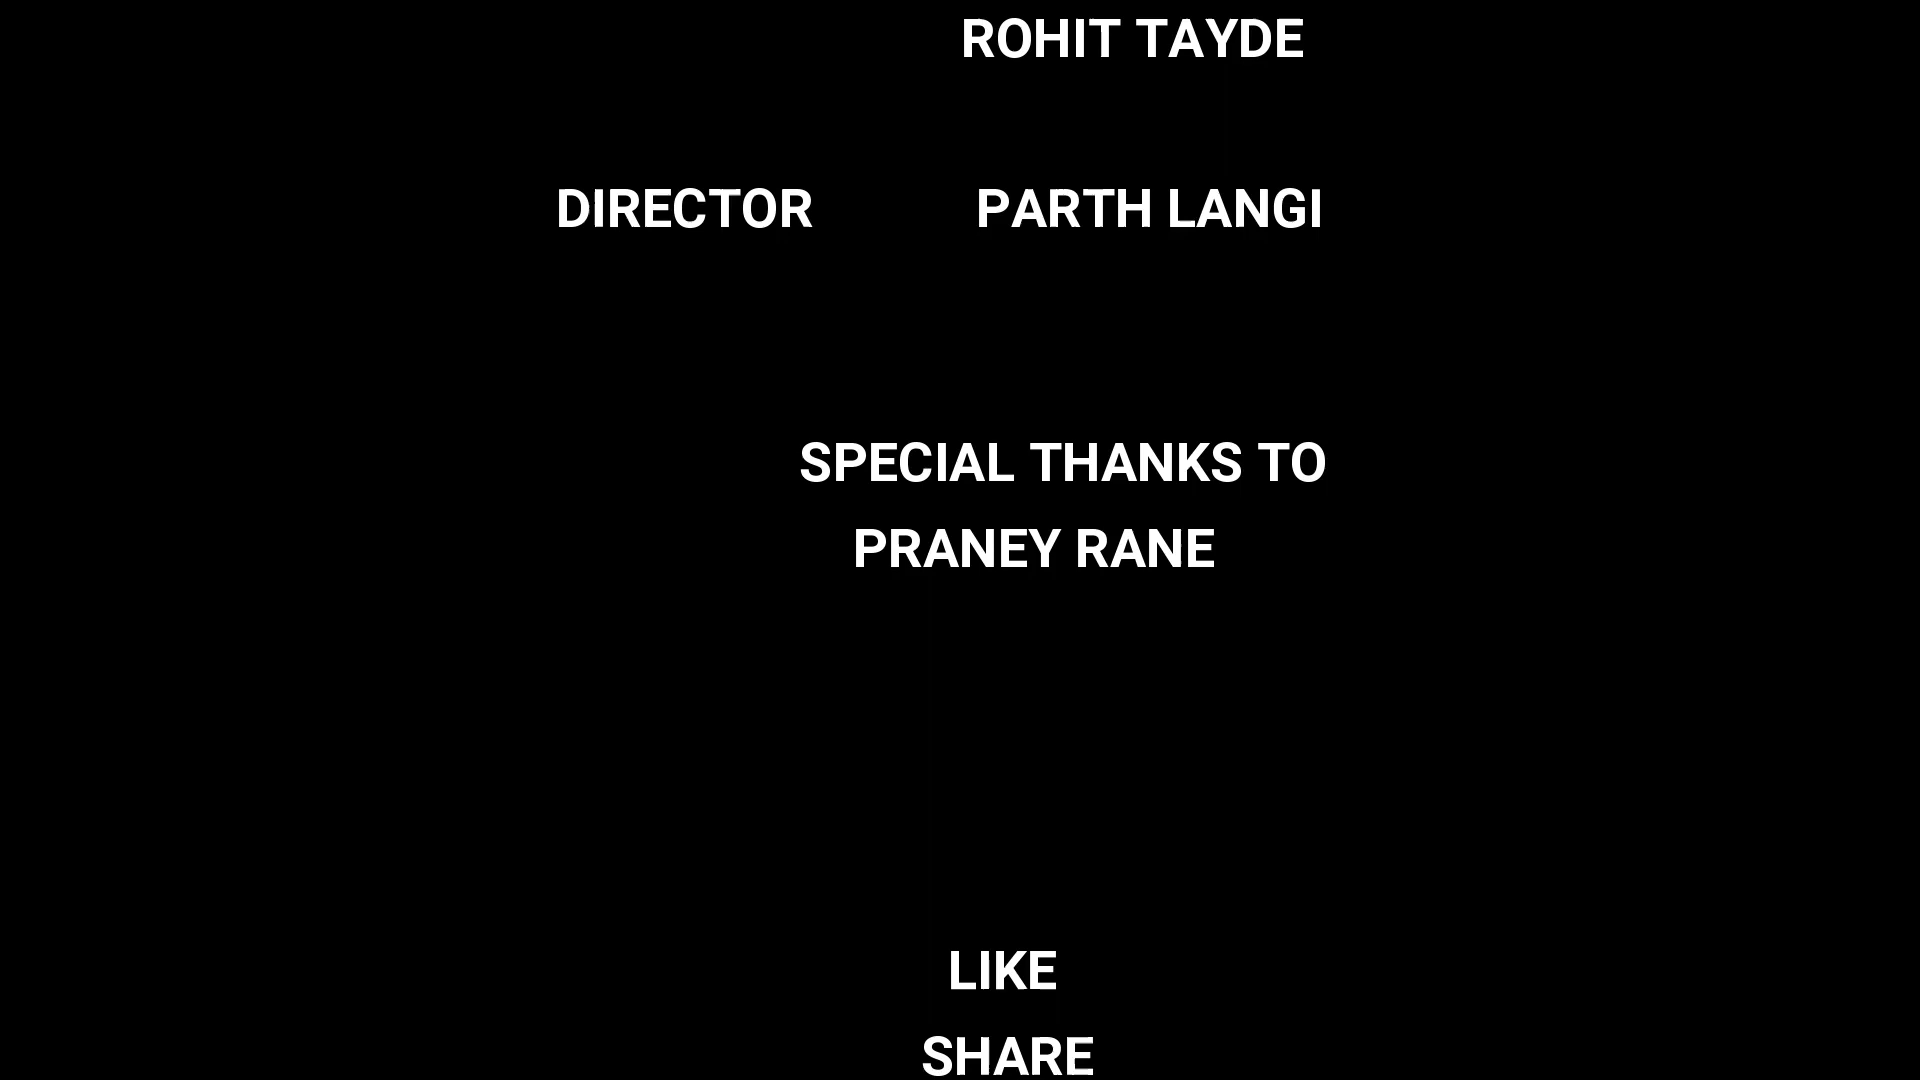 ROHIT TAYDE
DIRECTOR PARTH LANGI
SPECIAL THANKS TO
PRANEY RANE
LIKE
SHARE